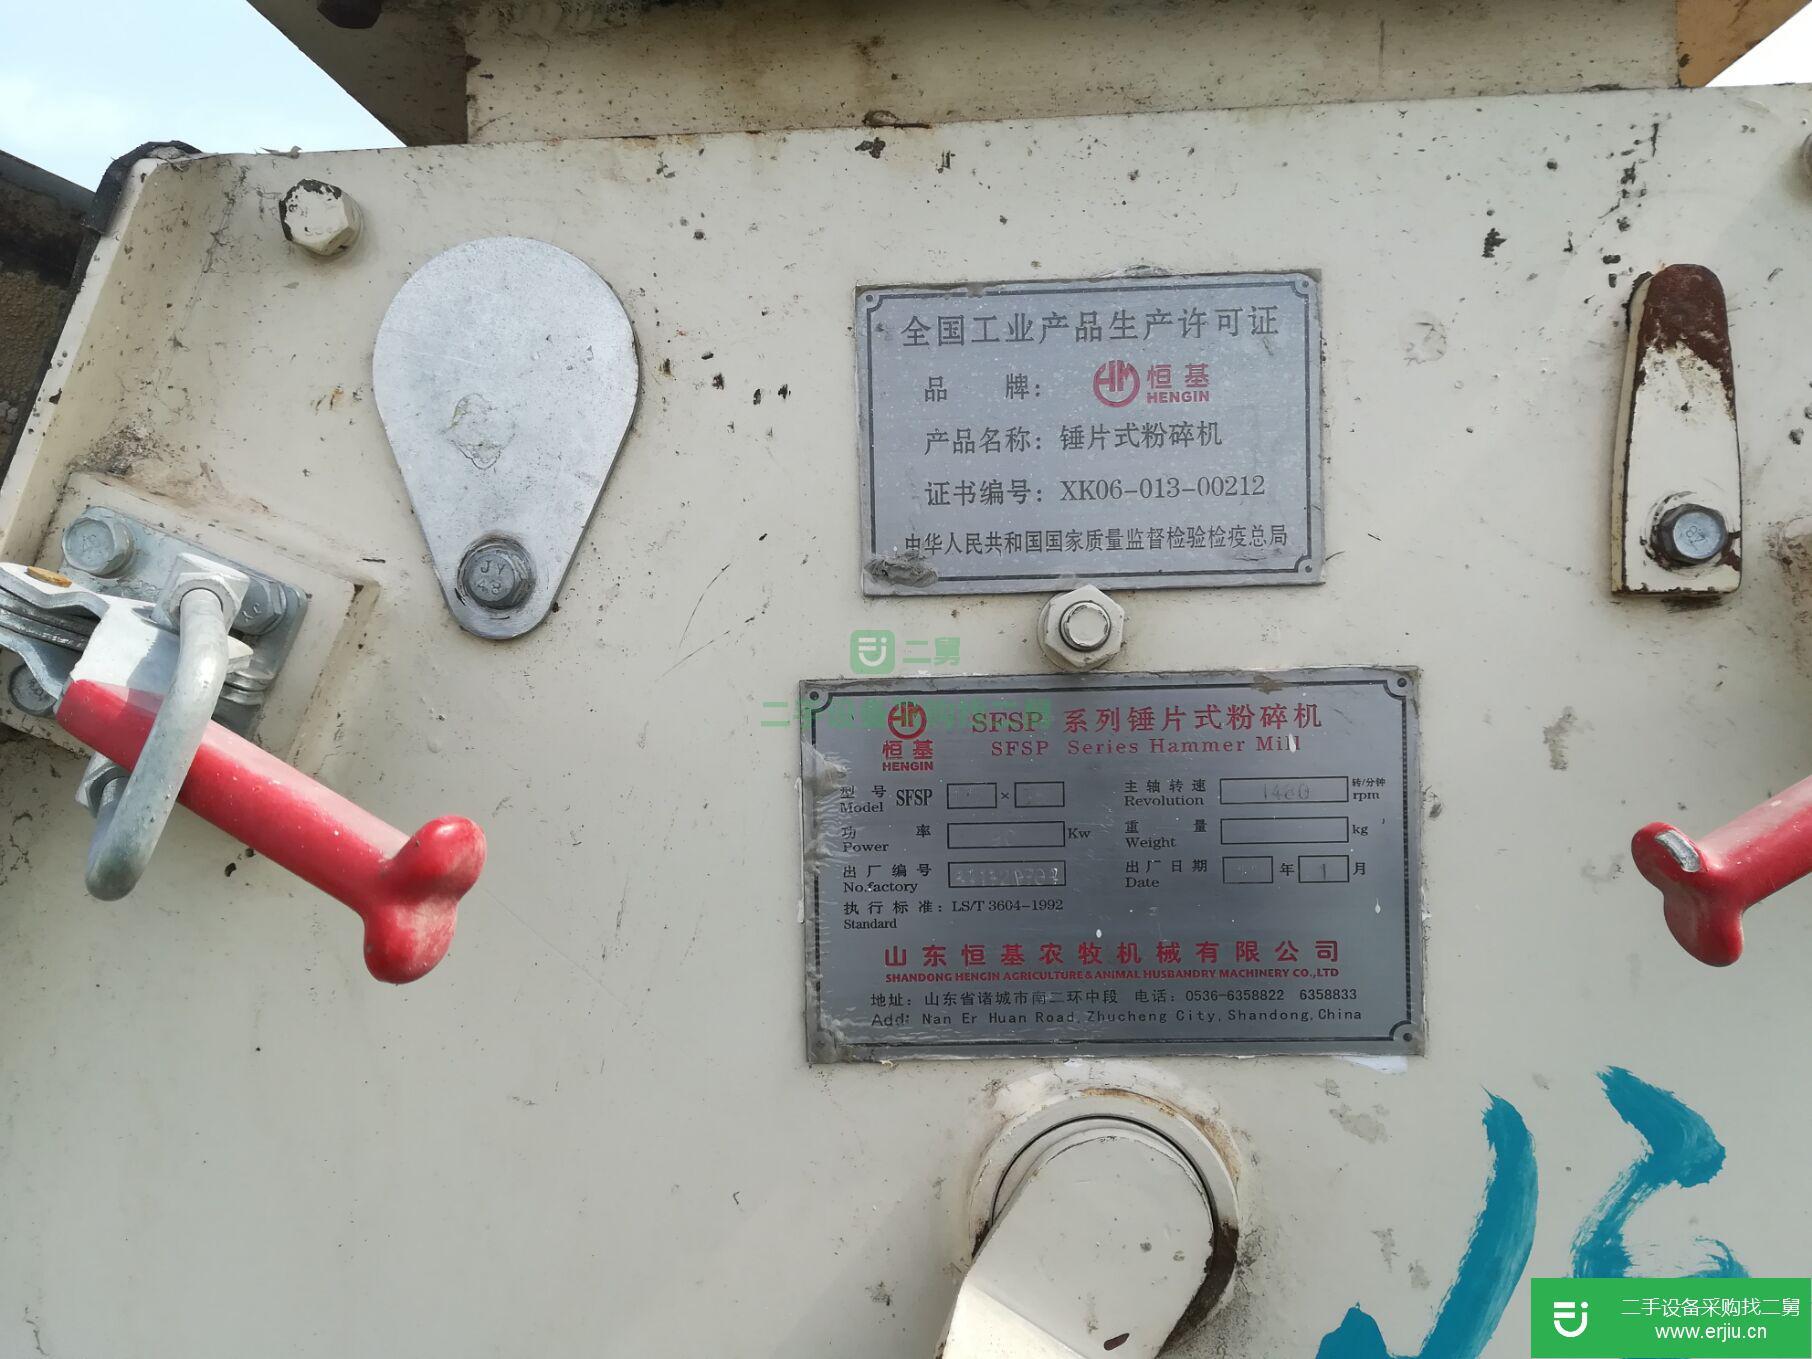 全国工业产品生产许可证
品 牌: HM 恒基 HENGIN
产品名称: 锤片式粉碎机
证书编号: XK06-013-00212
中华人民共和国国家质量监督检验检疫总局
JY
48
二舅
HM 恒基 HENGIN
SFSP 系列锤片式粉碎机
SFSP Series Hammer Mill
型号 Model SFSP × 主轴转速 Revolution 1480 转/分钟 rpm
功率 Power Kw 重量 Weight kg
出厂编号 No.factory 出厂日期 Date 年 1 月
执行标准: LS/T 3604-1992
Standard
山东恒基农牧机械有限公司
SHANDONG HENGIN AGRICULTURE&ANIMAL HUSBANDRY MACHINERY CO.,LTD
地址: 山东省诸城市南二环中段 电话: 0536-6358822 6358833
Add: Nan Er Huan Road, Zhucheng City, Shandong, China
二手设备采购找二舅
www.erjiu.cn